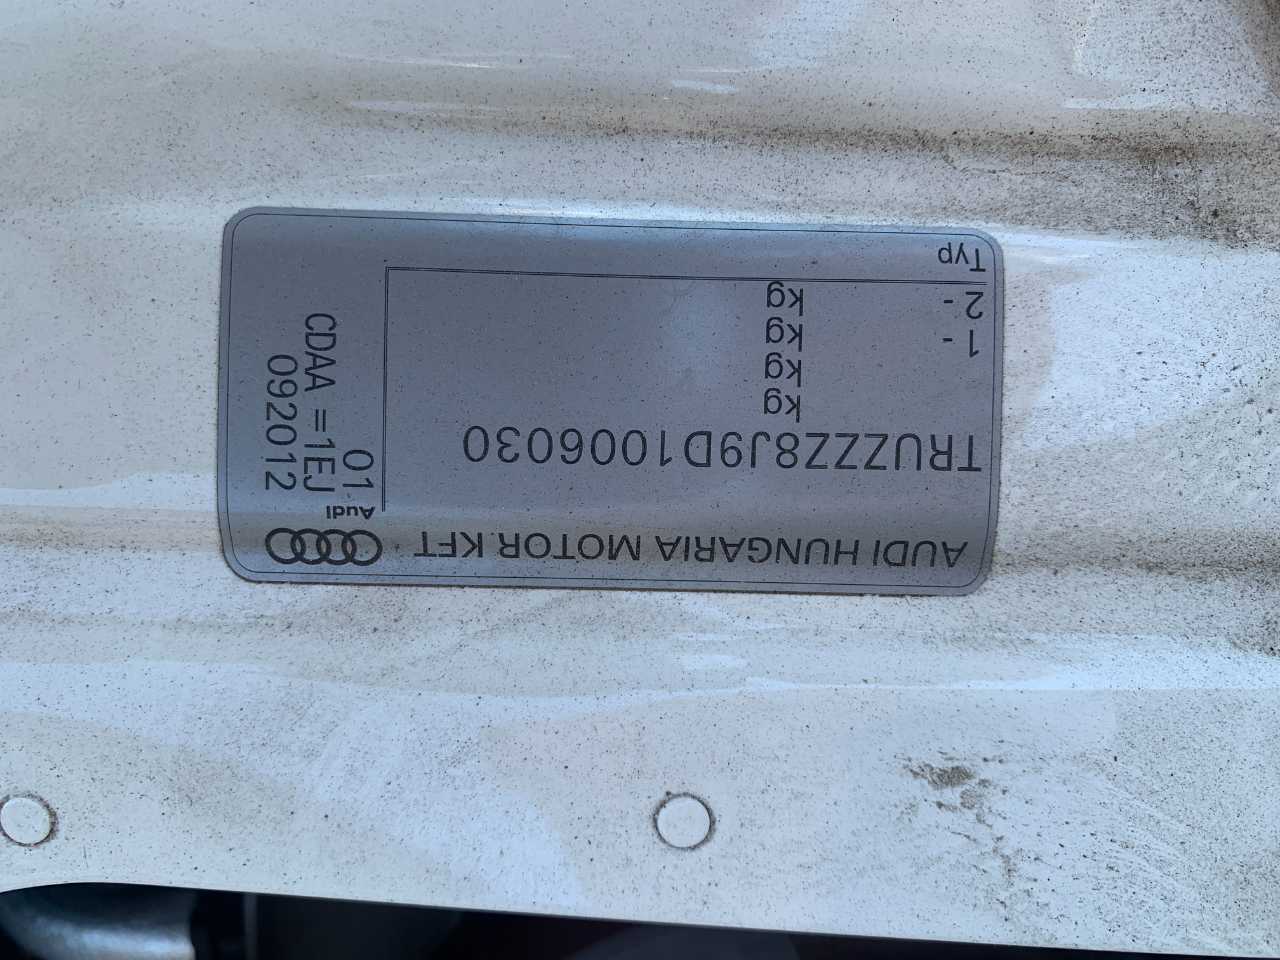 AUDI HUNGARIA MOTOR KFT
Audi
TRUZZZ8J9D1006030
kg
kg
1 - kg
2 - kg
Typ
01
CDAA =1EJ
092012